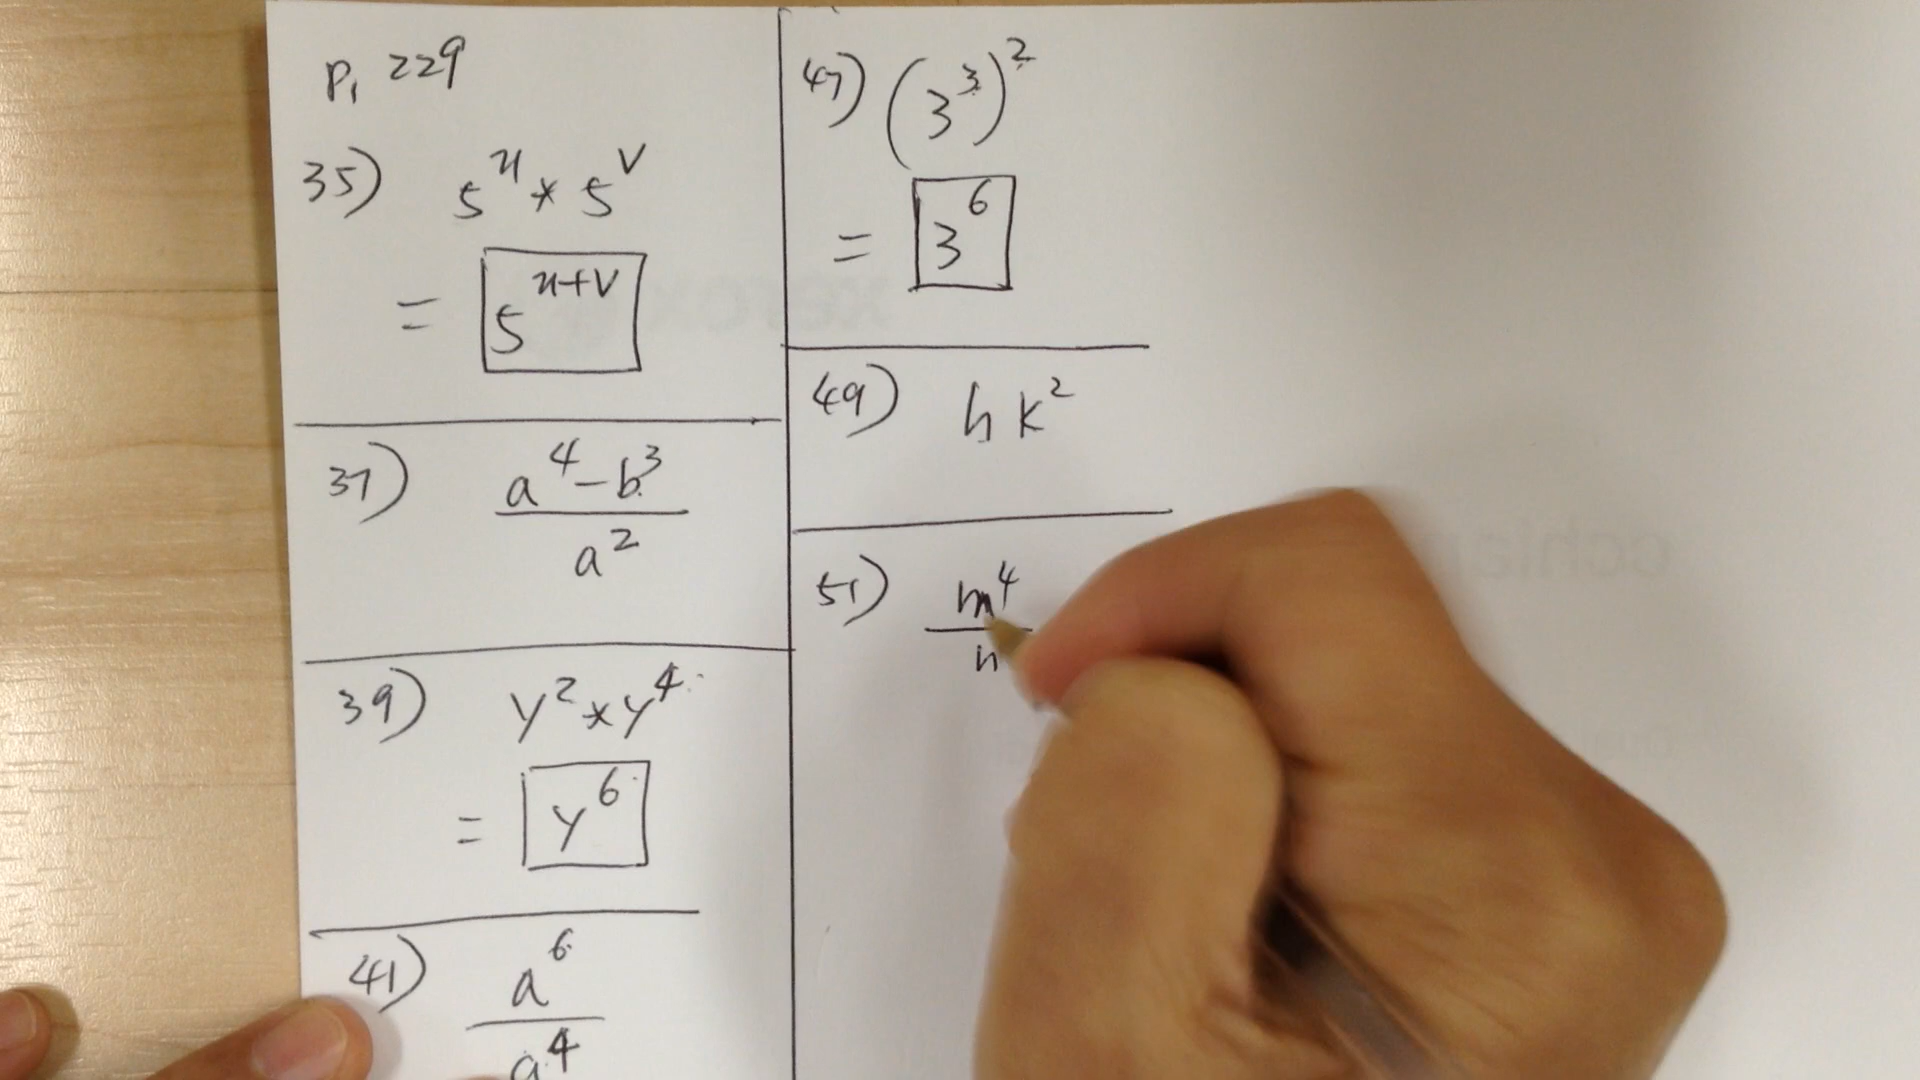 P. 229
35) 5^u * 5^v
= 5^(u+v)
37) (a^4 - b^3) / a^2
39) y^2 * y^4
= y^6
41) a^6 / a^4
47) (3^3)^2
= 3^6
49) h k^2
51) m^4 / n
xerox